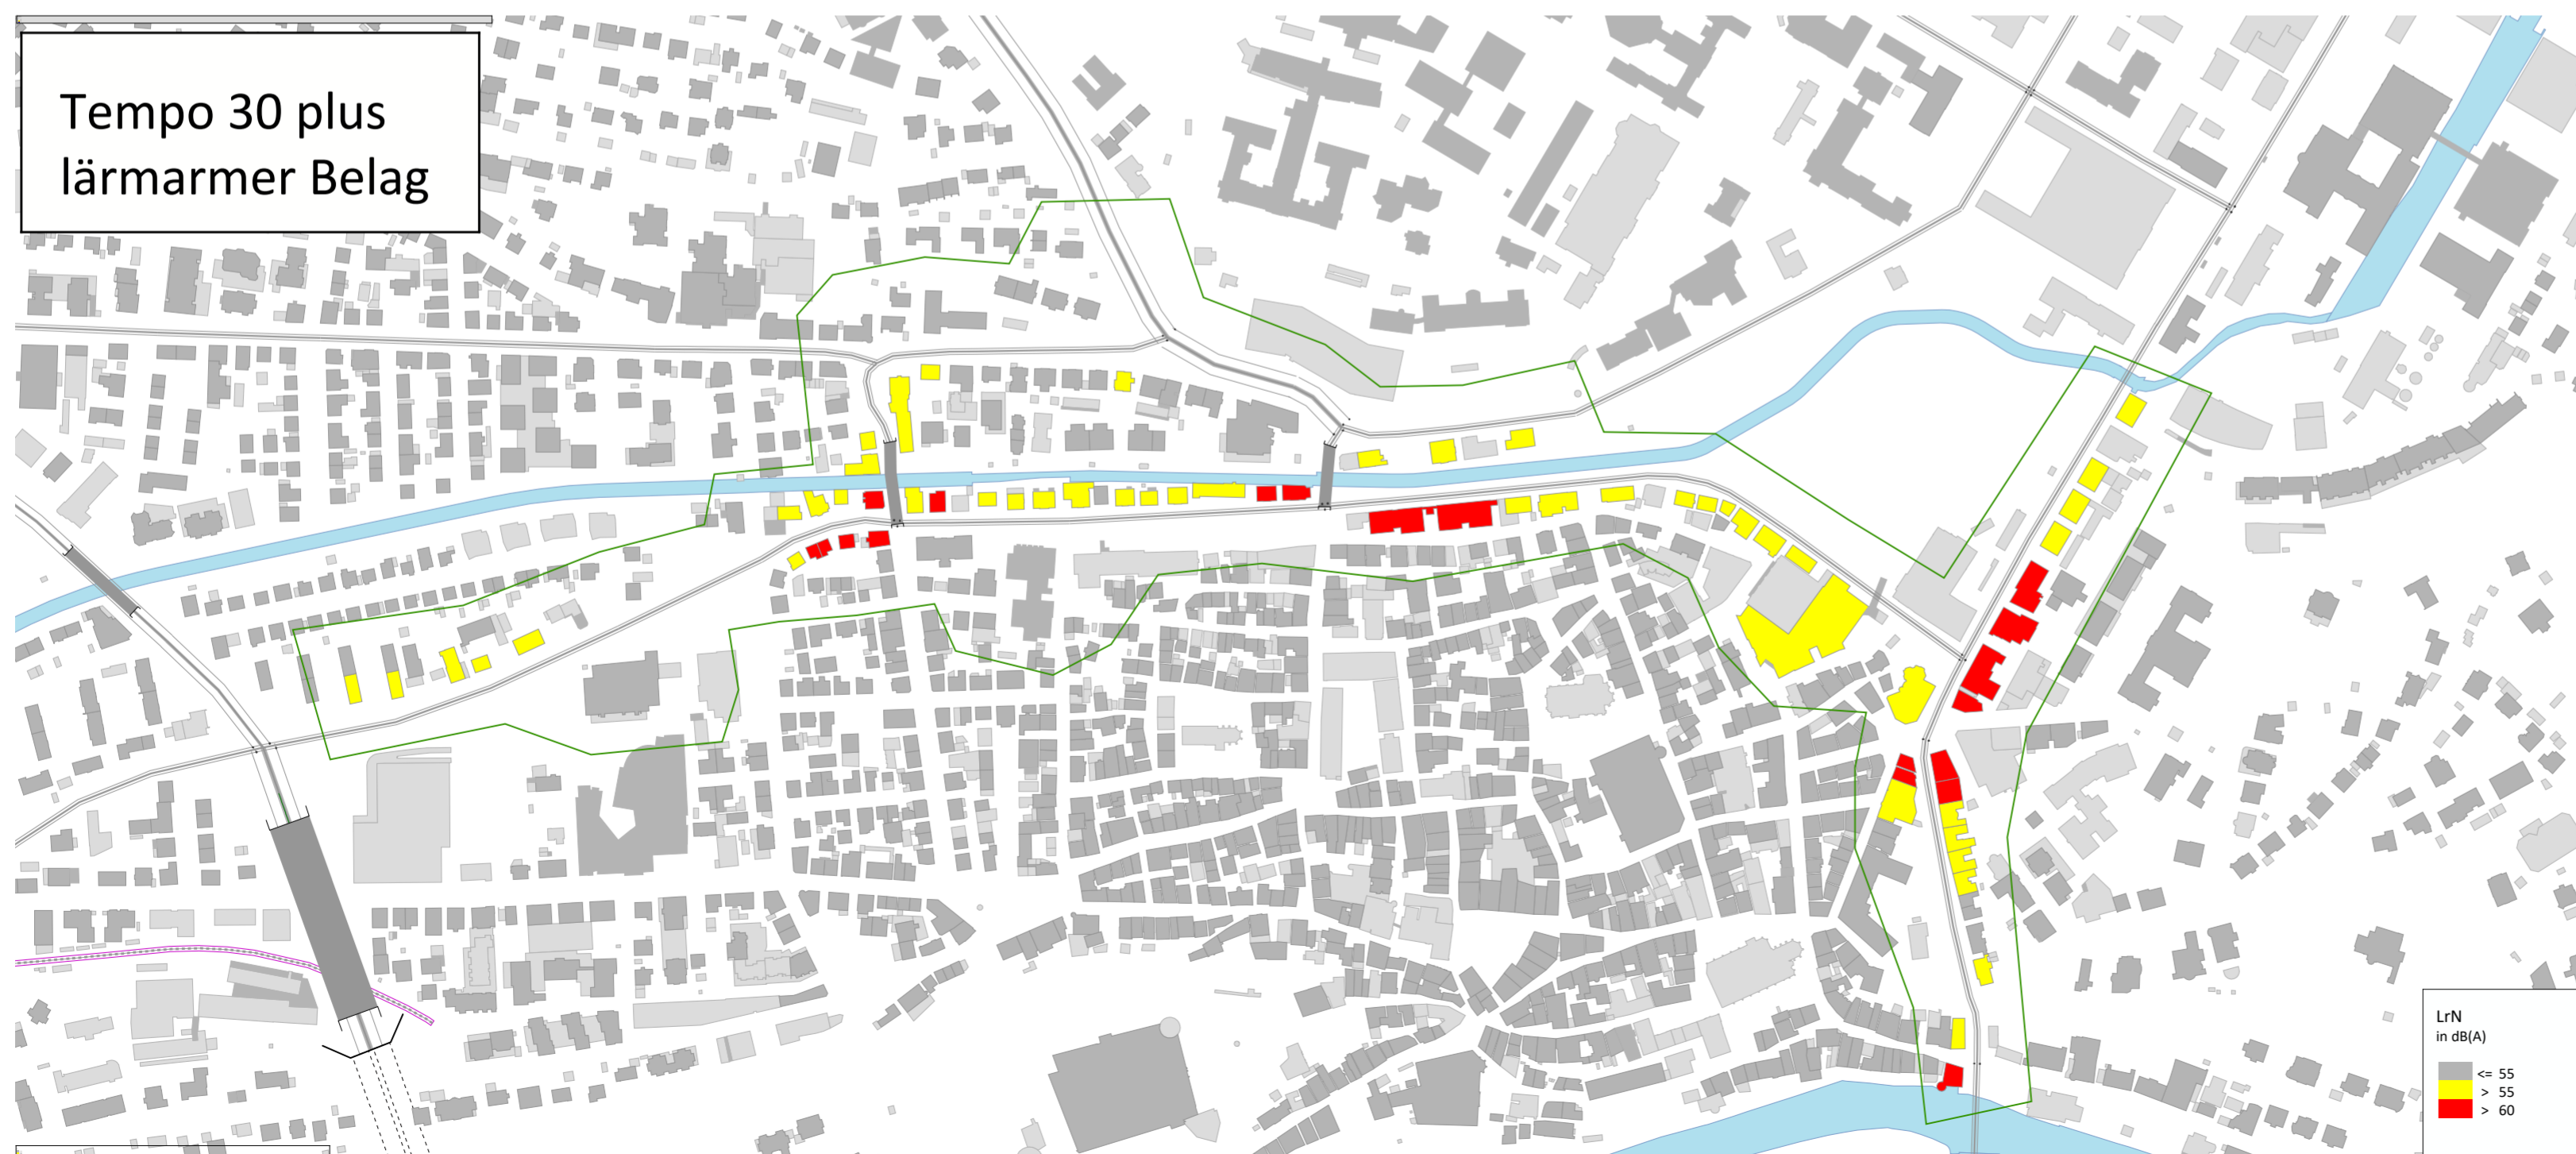 Tempo 30 plus
lärmarmer Belag
LrN
in dB(A)
<= 55
> 55
> 60